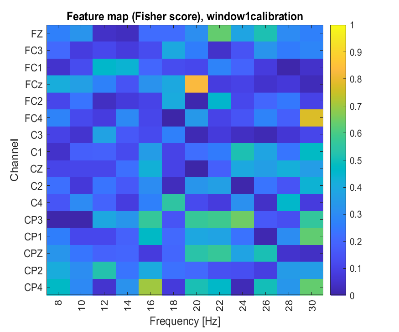 Feature map (Fisher score), window1calibration
FZ
FC3
FC1
FCz
FC2
FC4
C3
C1
CZ
C2
C4
CP3
CP1
CPZ
CP2
CP4
Channel
8 10 12 14 16 18 20 22 24 26 28 30
Frequency [Hz]
1
0.9
0.8
0.7
0.6
0.5
0.4
0.3
0.2
0.1
0